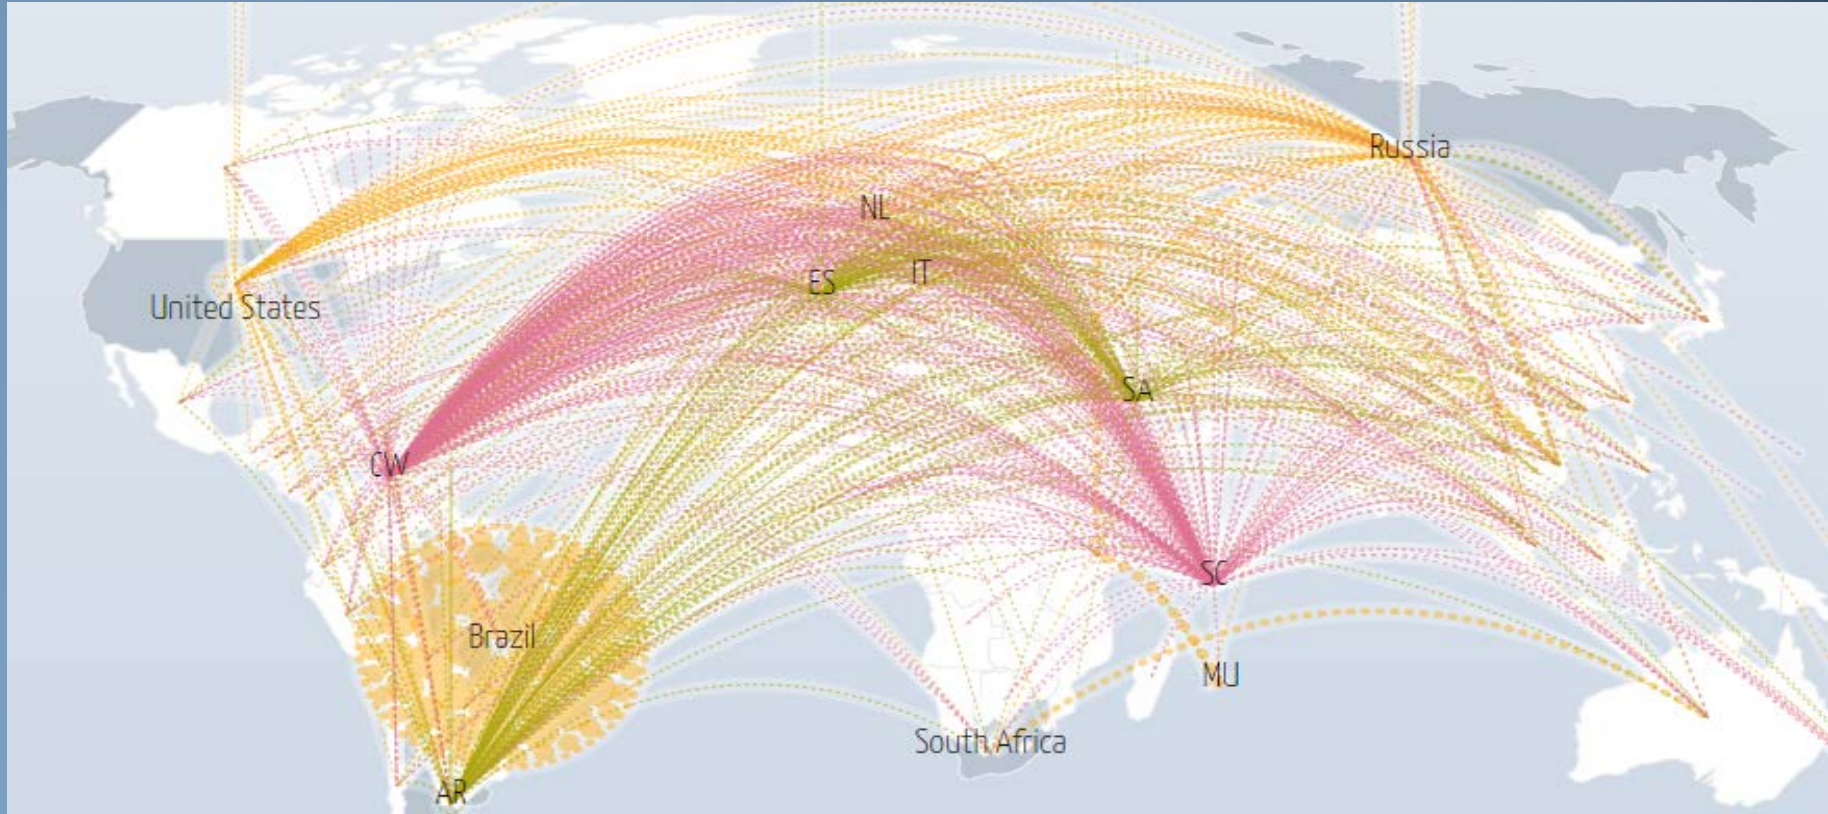 Russia
NL
IT
ES
United States
SA
CW
SC
Brazil
MU
South Africa
AR